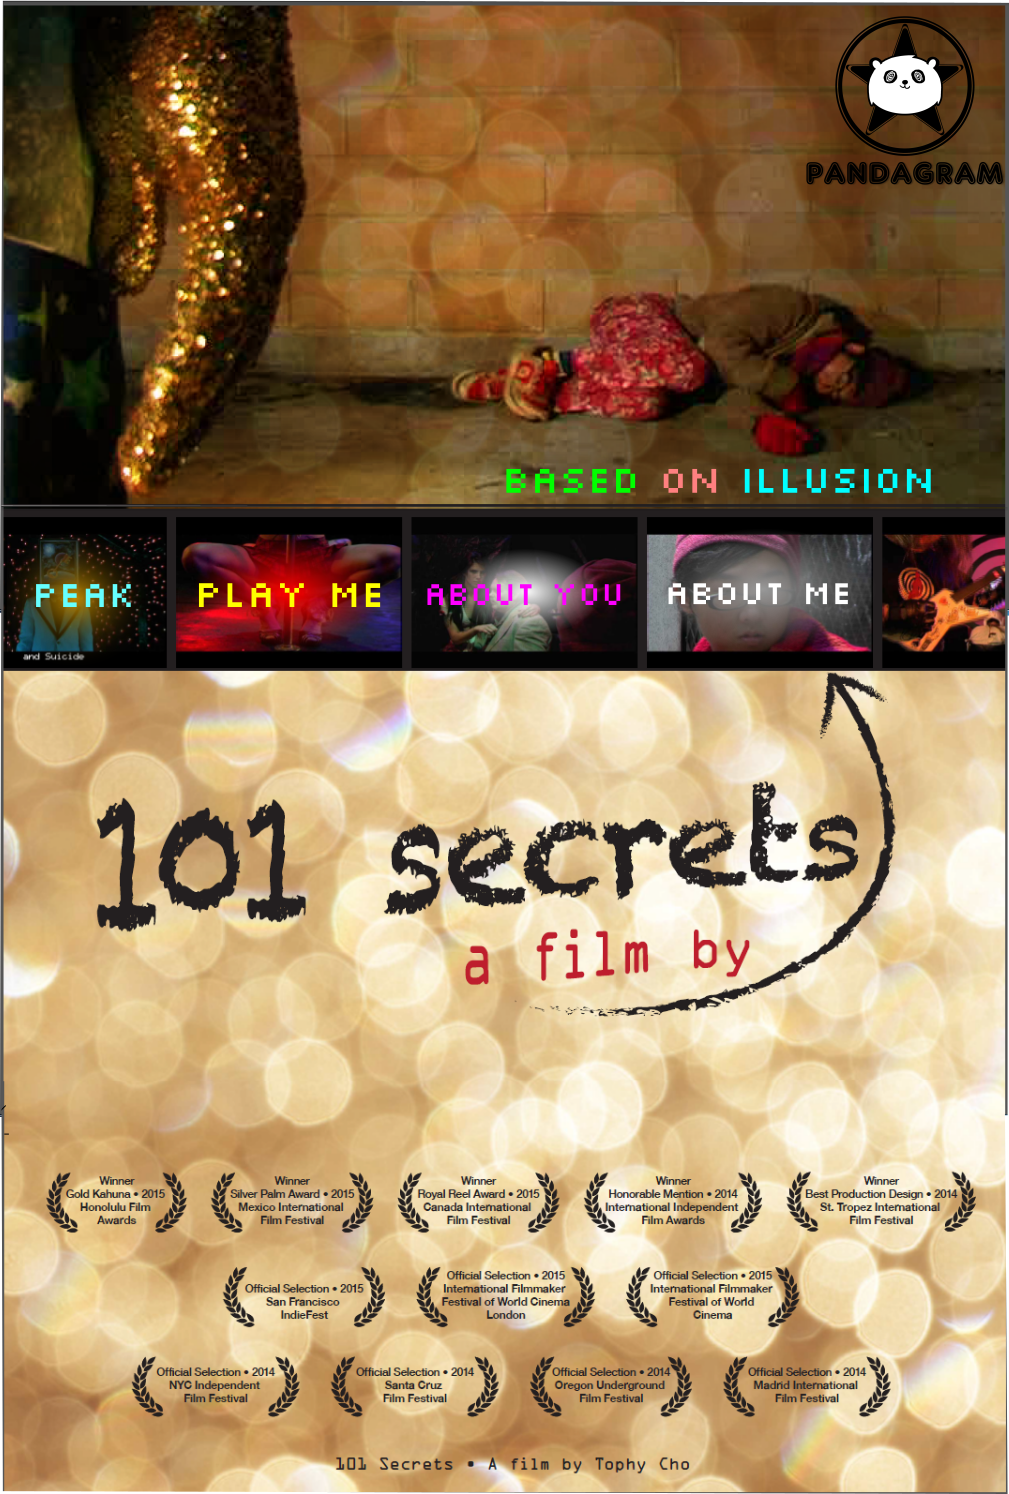 PANDAGRAM
BASED ON ILLUSION
PEAK
and Suicide
PLAY ME
ABOUT YOU
ABOUT ME
101 secrets
a film by
Winner
Gold Kahuna • 2015
Honolulu Film
Awards
Winner
Silver Palm Award • 2015
Mexico International
Film Festival
Winner
Royal Reel Award • 2015
Canada International
Film Festival
Winner
Honorable Mention • 2014
International Independent
Film Awards
Winner
Best Production Design • 2014
St. Tropez International
Film Festival
Official Selection • 2015
San Francisco
IndieFest
Official Selection • 2015
International Filmmaker
Festival of World Cinema
London
Official Selection • 2015
International Filmmaker
Festival of World
Cinema
Official Selection • 2014
NYC Independent
Film Festival
Official Selection • 2014
Santa Cruz
Film Festival
Official Selection • 2014
Oregon Underground
Film Festival
Official Selection • 2014
Madrid International
Film Festival
101 Secrets • A film by Tophy Cho